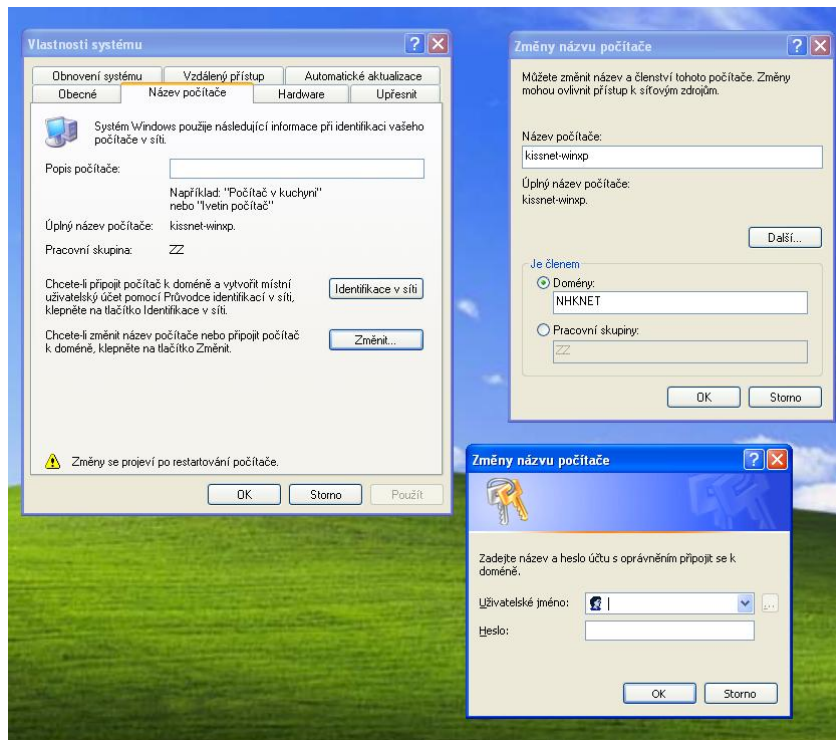 Vlastnosti systému
Obnovení systému
Vzdálený přístup
Automatické aktualizace
Obecné
Název počítače
Hardware
Upřesnit
Systém Windows použije následující informace při identifikaci vašeho
počítače v síti.
Popis počítače:
Například: "Počítač v kuchyni"
nebo "Ivetin počítač"
Úplný název počítače: kissnet-winxp.
Pracovní skupina: ZZ
Chcete-li připojit počítač k doméně a vytvořit místní
uživatelský účet pomocí Průvodce identifikací v síti,
klepněte na tlačítko Identifikace v síti.
Identifikace v síti
Chcete-li změnit název počítače nebo připojit počítač
k doméně, klepněte na tlačítko Změnit.
Změnit...
Změny se projeví po restartování počítače.
OK
Storno
Použít
Změny názvu počítače
Můžete změnit název a členství tohoto počítače. Změny
mohou ovlivnit přístup k síťovým zdrojům.
Název počítače:
kissnet-winxp
Úplný název počítače:
kissnet-winxp.
Další...
Je členem
Domény:
NHKNET
Pracovní skupiny:
ZZ
OK
Storno
Změny názvu počítače
Zadejte název a heslo účtu s oprávněním připojit se k
doméně.
Uživatelské jméno:
...
Heslo:
OK
Storno